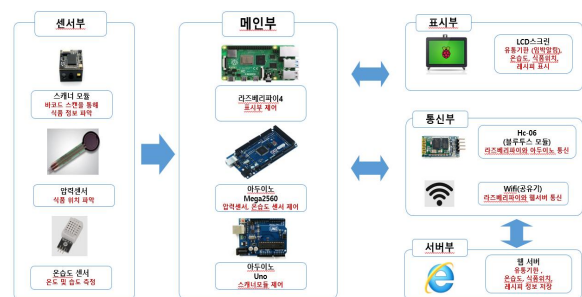 센서부
스캐너 모듈
바코드 스캔을 통해
식품 정보 파악
압력센서
식품 위치 파악
온습도 센서
온도 및 습도 측정
메인부
라즈베리파이4
표시부 제어
아두이노
Mega2560
압력센서, 온습도 센서 제어
아두이노
Uno
스캐너모듈 제어
표시부
LCD스크린
유통기한 (임박알림),
온습도, 식품위치,
레시피 표시
통신부
Hc-06
(블루투스 모듈)
라즈베리파이와 아두이노 통신
Wifi(공유기)
라즈베리파이와 웹서버 통신
서버부
웹 서버
유통기한 ,
온습도, 식품위치,
레시피 정보 저장